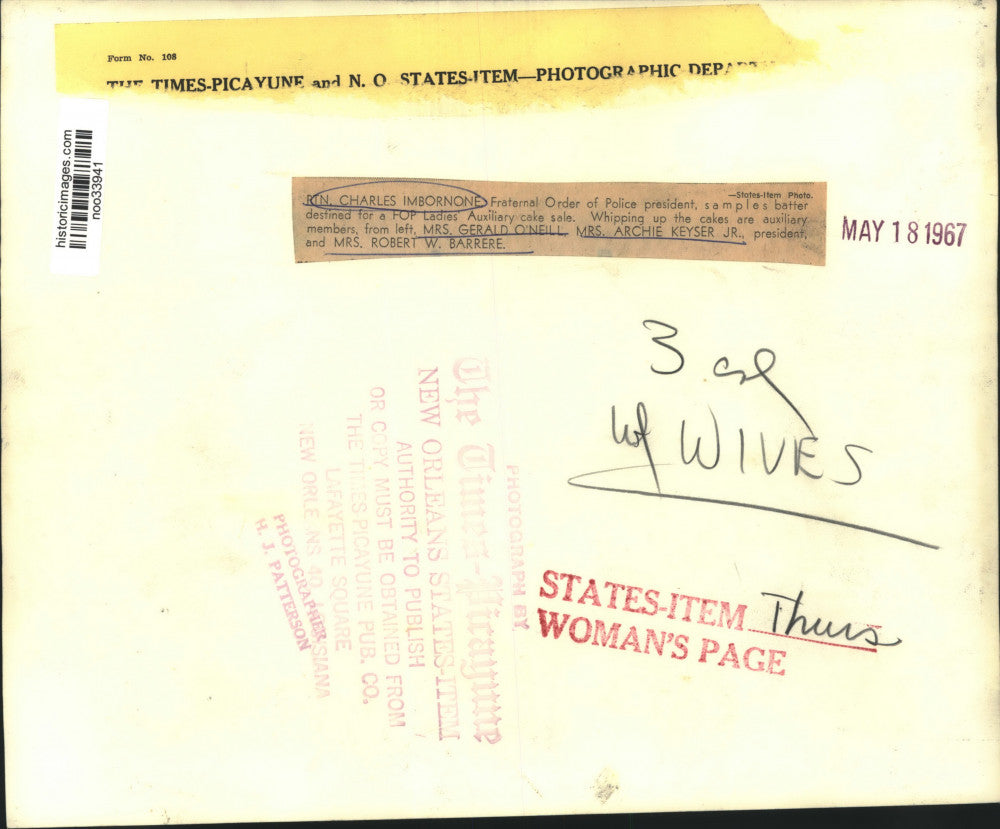 Form No. 108
THE TIMES-PICAYUNE and N. O. STATES-ITEM—PHOTOGRAPHIC
historicimages.com
noo33941
—States-Item Photo.
RTN. CHARLES IMBORNONE, Fraternal Order of Police president, samples batter
destined for a FOP Ladies Auxiliary cake sale. Whipping up the cakes are auxiliary
members, from left, MRS. GERALD O'NEILL, MRS. ARCHIE KEYSER JR., president,
and MRS. ROBERT W. BARRERE.
MAY 18 1967
3 col
w/ WIVES
STATES-ITEM Thurs
WOMAN'S PAGE
PHOTOGRAPH BY
The Times-Picayune
NEW ORLEANS STATES-ITEM
AUTHORITY TO PUBLISH
OR COPY MUST BE OBTAINED FROM
THE TIMES-PICAYUNE PUB. CO.
LAFAYETTE SQUARE
NEW ORLEANS 40,
PHOTOGRAPHER
H. J. PATTERSON